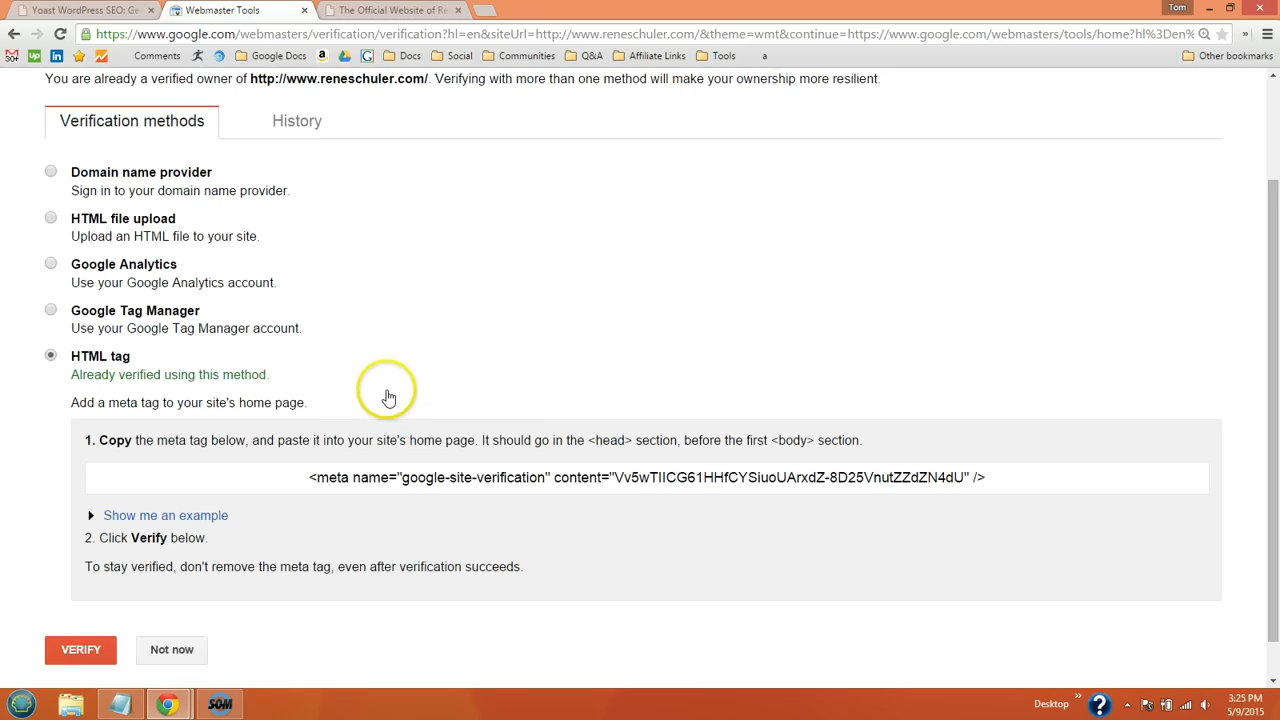 Yoast WordPress SEO: Ge
Webmaster Tools
The Official Website of Re
Tom
https://www.google.com/webmasters/verification/verification?hl=en&siteUrl=http://www.reneschuler.com/&theme=wmt&continue=https://www.google.com/webmasters/tools/home?hl%3Den%
Comments
Google Docs
Docs
Social
Communities
Q&A
Affiliate Links
Tools
a
Other bookmarks
You are already a verified owner of http://www.reneschuler.com/. Verifying with more than one method will make your ownership more resilient.
Verification methods
History
Domain name provider
Sign in to your domain name provider.
HTML file upload
Upload an HTML file to your site.
Google Analytics
Use your Google Analytics account.
Google Tag Manager
Use your Google Tag Manager account.
HTML tag
Already verified using this method.
Add a meta tag to your site's home page.
1. Copy the meta tag below, and paste it into your site's home page. It should go in the <head> section, before the first <body> section.
<meta name="google-site-verification" content="Vv5wTIICG61HHfCYSiuoUArxdZ-8D25VnutZZdZN4dU" />
Show me an example
2. Click Verify below.
To stay verified, don't remove the meta tag, even after verification succeeds.
VERIFY
Not now
SOM
Desktop
3:25 PM
5/9/2015